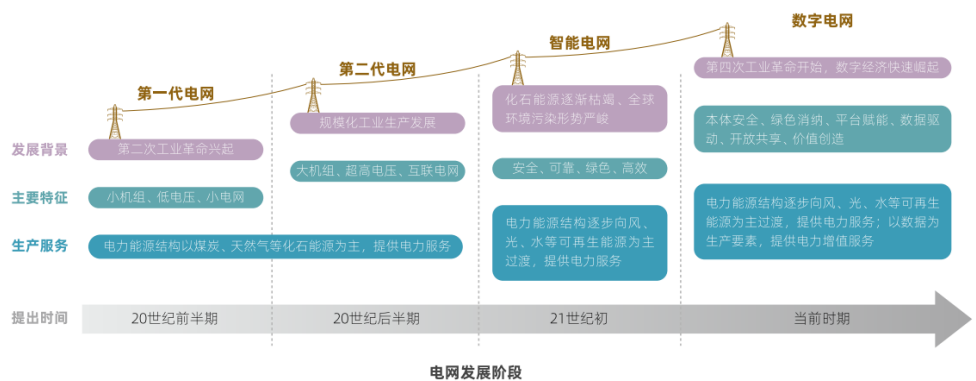 数字电网
智能电网
第二代电网
第一代电网
发展背景
第二次工业革命兴起
规模化工业生产发展
化石能源逐渐枯竭、全球
环境污染形势严峻
第四次工业革命开始，数字经济快速崛起
主要特征
小机组、低电压、小电网
大机组、超高电压、互联电网
安全、可靠、绿色、高效
本体安全、绿色消纳、平台赋能、数据驱
动、开放共享、价值创造
生产服务
电力能源结构以煤炭、天然气等化石能源为主，提供电力服务
电力能源结构逐步向风、
光、水等可再生能源为主
过渡，提供电力服务
电力能源结构逐步向风、光、水等可再生
能源为主过渡，提供电力服务；以数据为
生产要素，提供电力增值服务
提出时间
20世纪前半期
20世纪后半期
21世纪初
当前时期
电网发展阶段